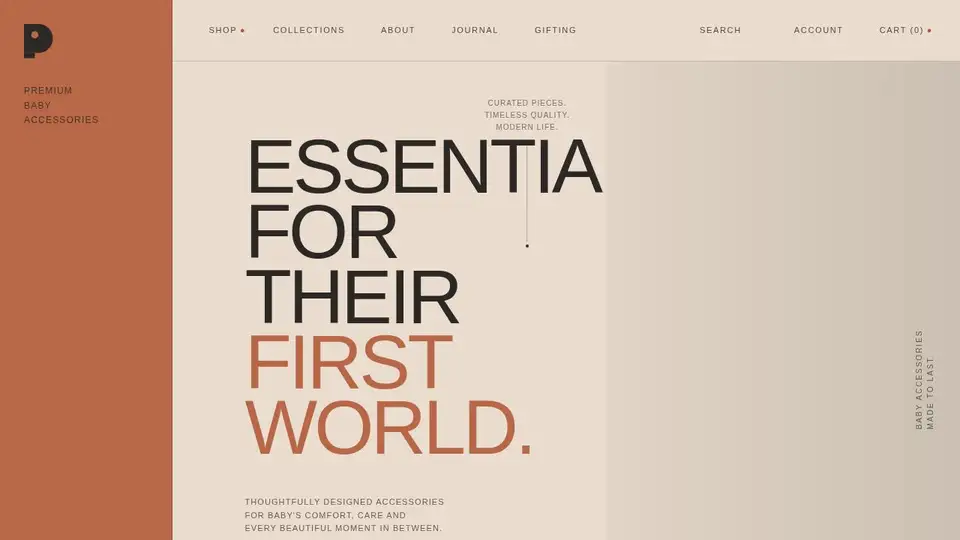 PREMIUM
BABY
ACCESSORIES
SHOP
COLLECTIONS
ABOUT
JOURNAL
GIFTING
SEARCH
ACCOUNT
CART (0)
CURATED PIECES.
TIMELESS QUALITY.
MODERN LIFE.
ESSENTIA
FOR
THEIR
FIRST
WORLD.
BABY ACCESSORIES
MADE TO LAST
THOUGHTFULLY DESIGNED ACCESSORIES
FOR BABY'S COMFORT, CARE AND
EVERY BEAUTIFUL MOMENT IN BETWEEN.